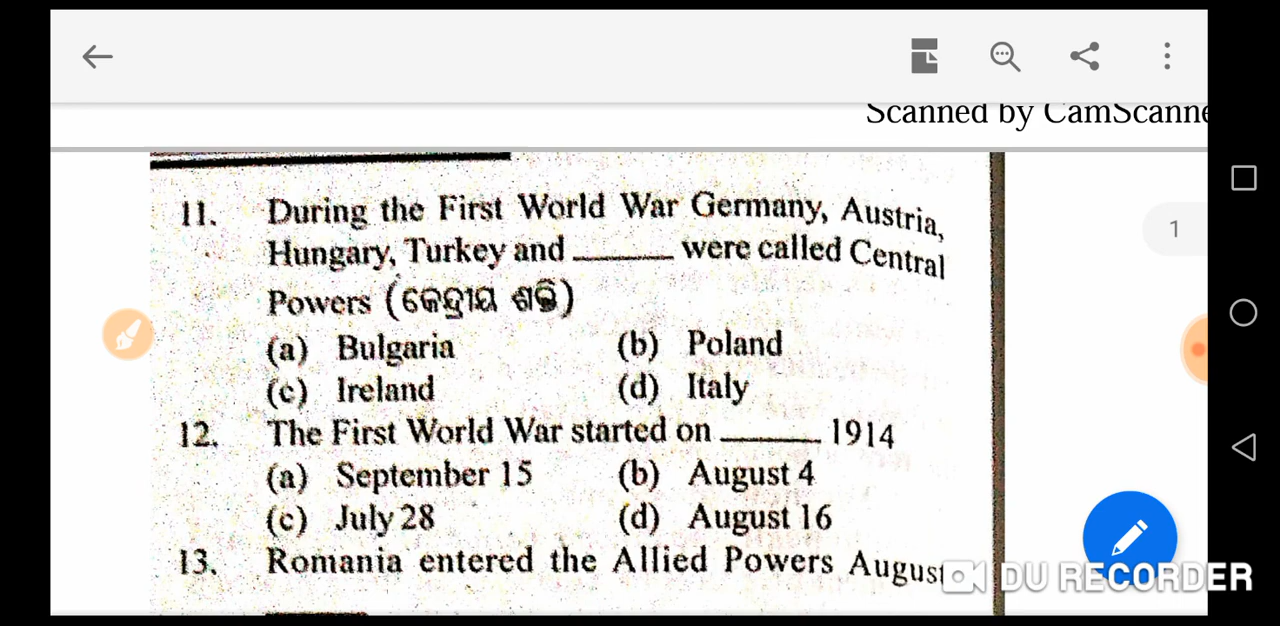 Scanned by CamScanne
1
11. During the First World War Germany, Austria,
Hungary, Turkey and ______ were called Central
Powers (କେନ୍ଦ୍ରୀୟ ଶକ୍ତି)
(a) Bulgaria (b) Poland
(c) Ireland (d) Italy
12. The First World War started on ______ 1914
(a) September 15 (b) August 4
(c) July 28 (d) August 16
13. Romania entered the Allied Powers August
DU RECORDER